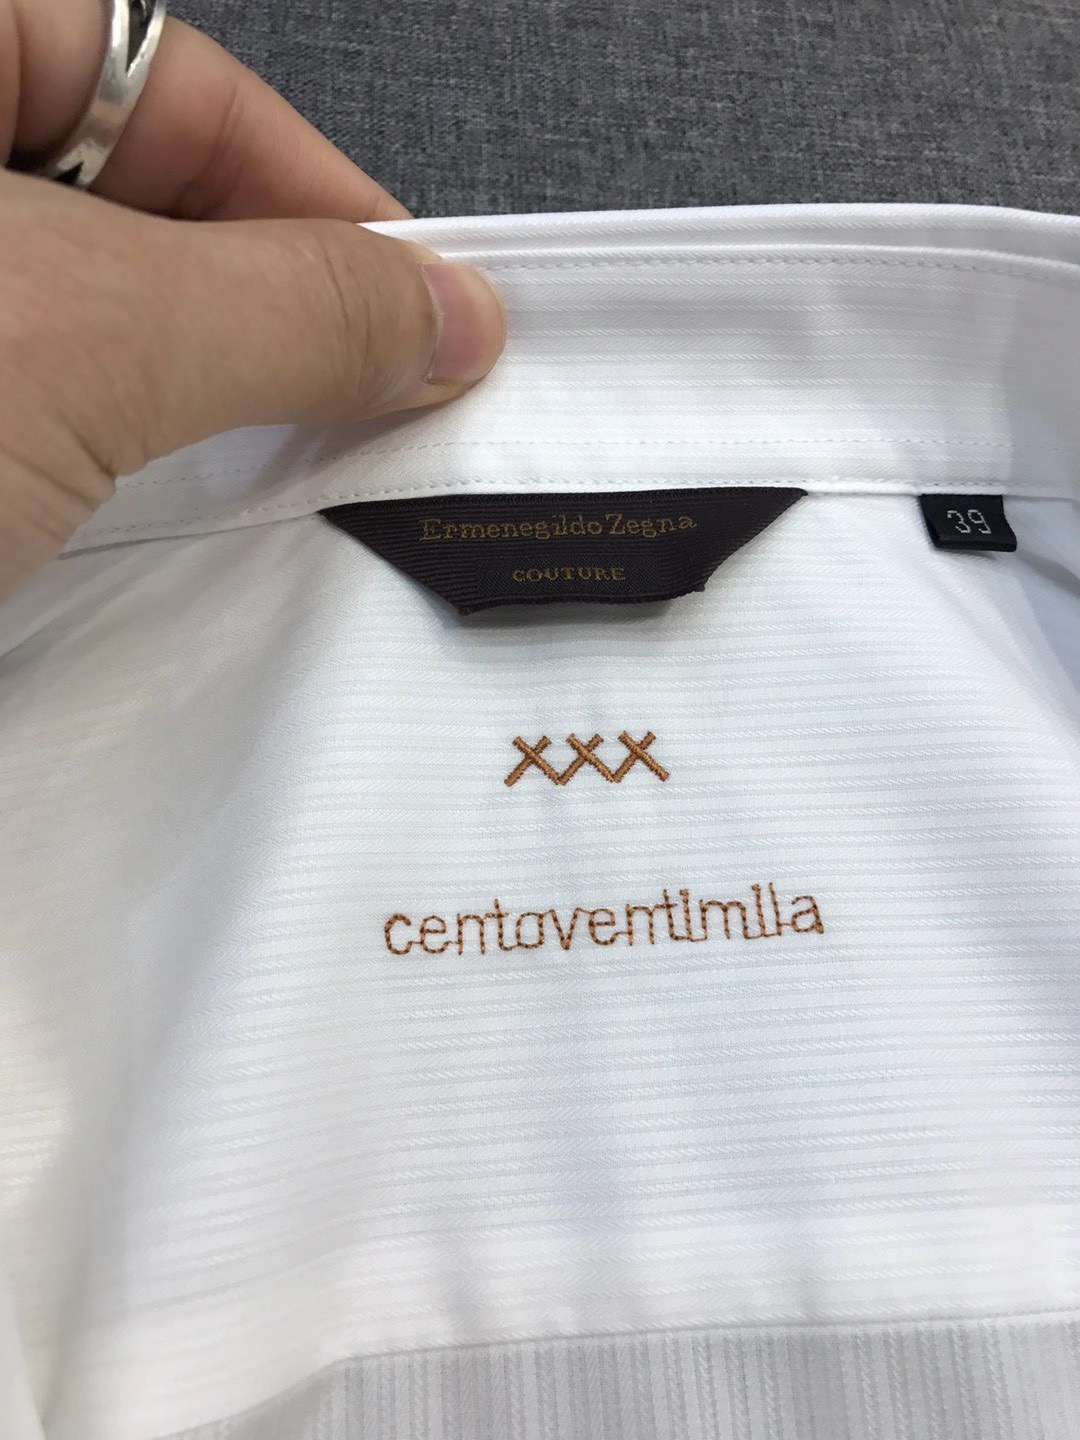 Ermenegildo Zegna
COUTURE
39
XXX
centoventimila